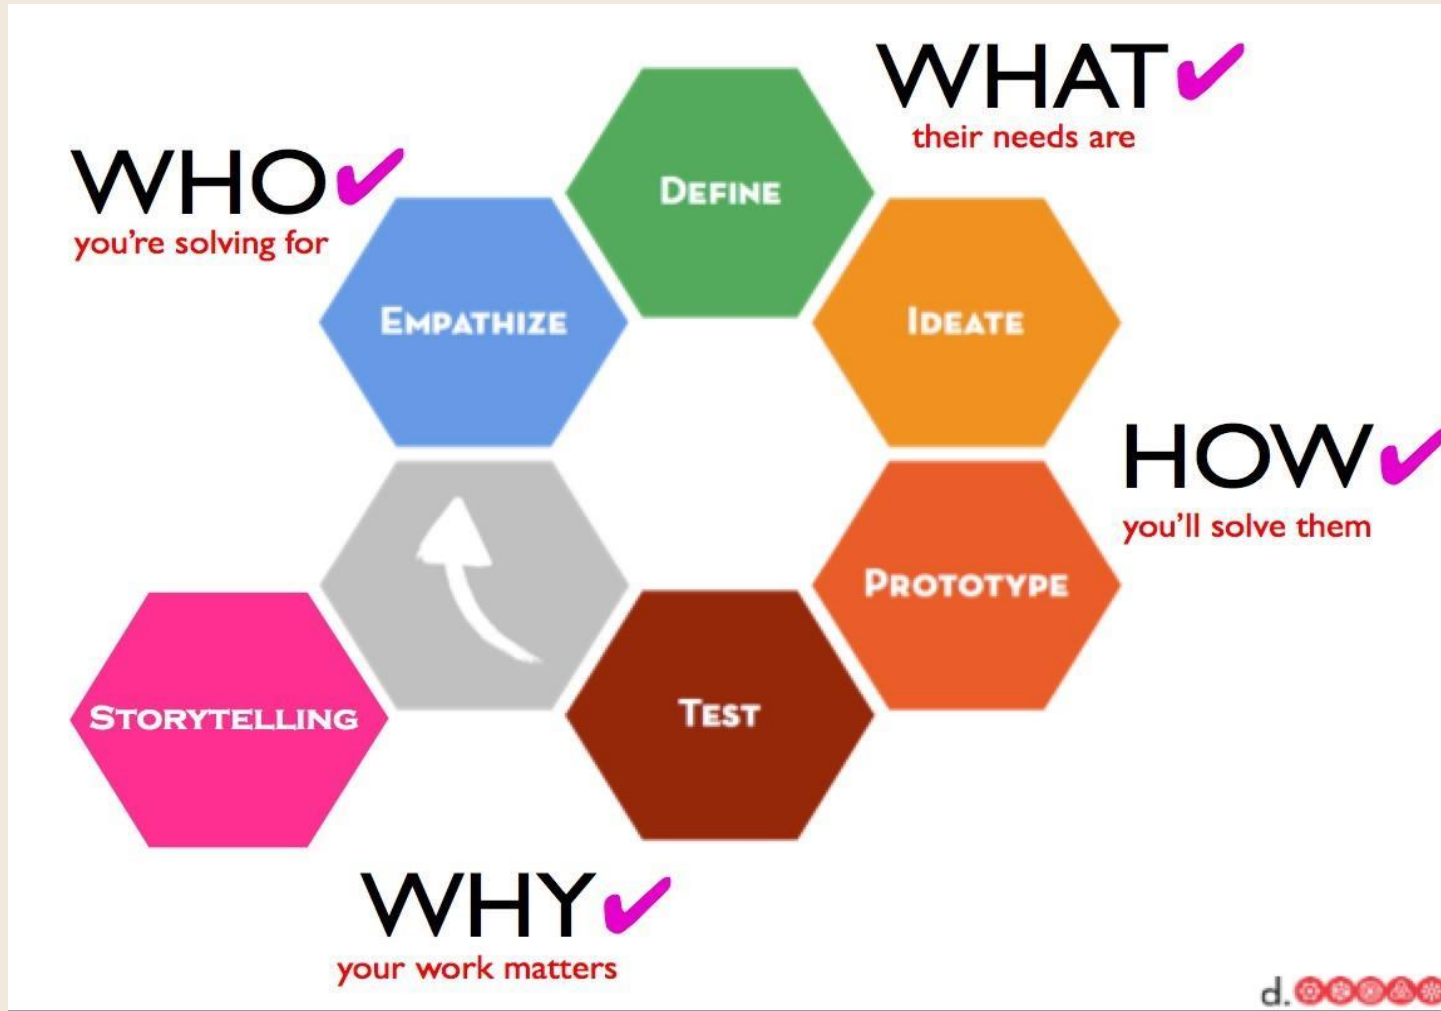 WHO✔
you're solving for
WHAT✔
their needs are
DEFINE
EMPATHIZE
IDEATE
HOW✔
you'll solve them
PROTOTYPE
TEST
STORYTELLING
WHY✔
your work matters
d.